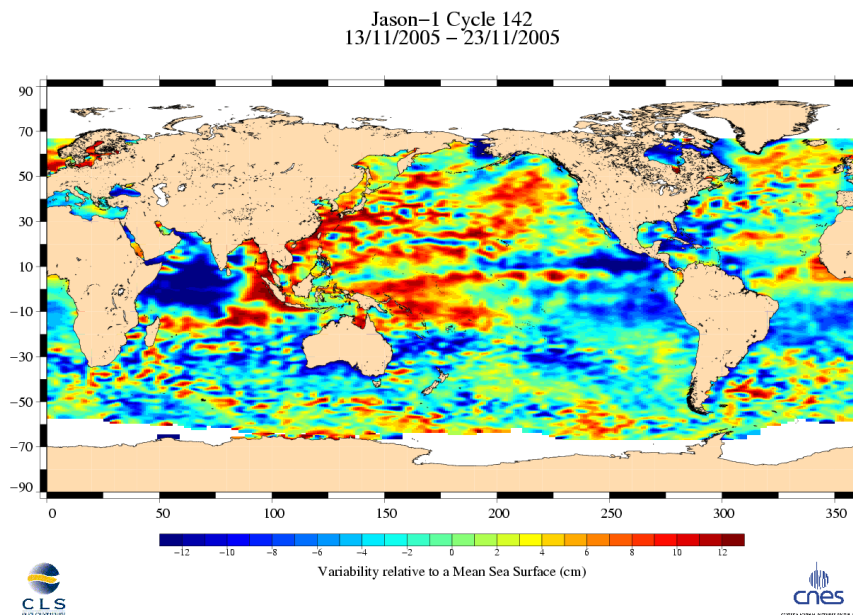 Jason-1 Cycle 142
13/11/2005 - 23/11/2005
90
70
50
30
10
-10
-30
-50
-70
-90
0 50 100 150 200 250 300 350
-12 -10 -8 -6 -4 -2 0 2 4 6 8 10 12
Variability relative to a Mean Sea Surface (cm)
CLS
cnes